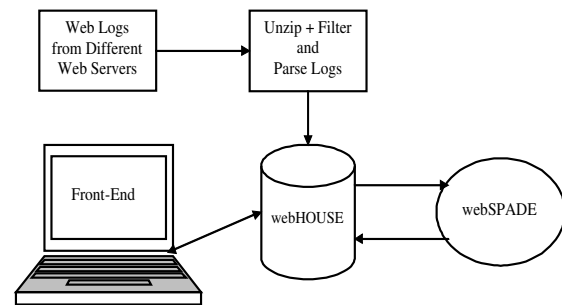 Web Logs
from Different
Web Servers
Unzip + Filter
and
Parse Logs
Front-End
webHOUSE
webSPADE